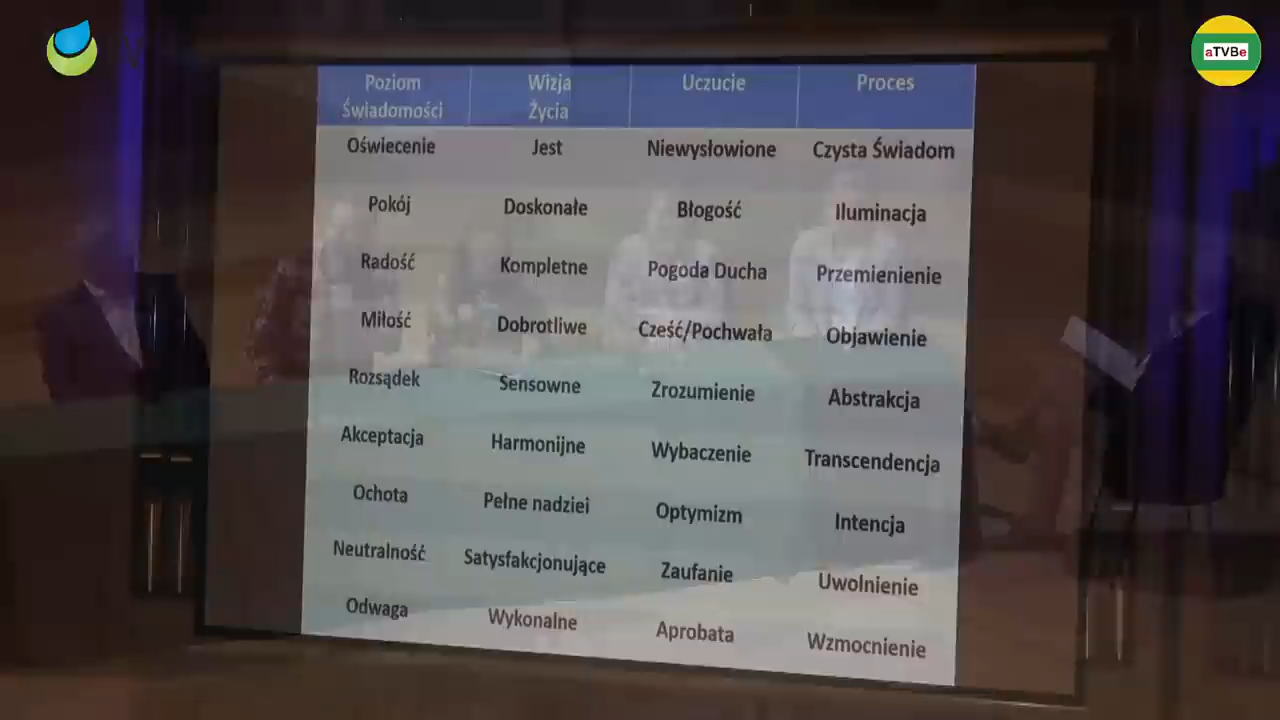 aTVBe
Poziom Świadomości Wizja Życia Uczucie Proces
Oświecenie Jest Niewysłowione Czysta Świadom
Pokój Doskonałe Błogość Iluminacja
Radość Kompletne Pogoda Ducha Przemienienie
Miłość Dobrotliwe Cześć/Pochwała Objawienie
Rozsądek Sensowne Zrozumienie Abstrakcja
Akceptacja Harmonijne Wybaczenie Transcendencja
Ochota Pełne nadziei Optymizm Intencja
Neutralność Satysfakcjonujące Zaufanie Uwolnienie
Odwaga Wykonalne Aprobata Wzmocnienie